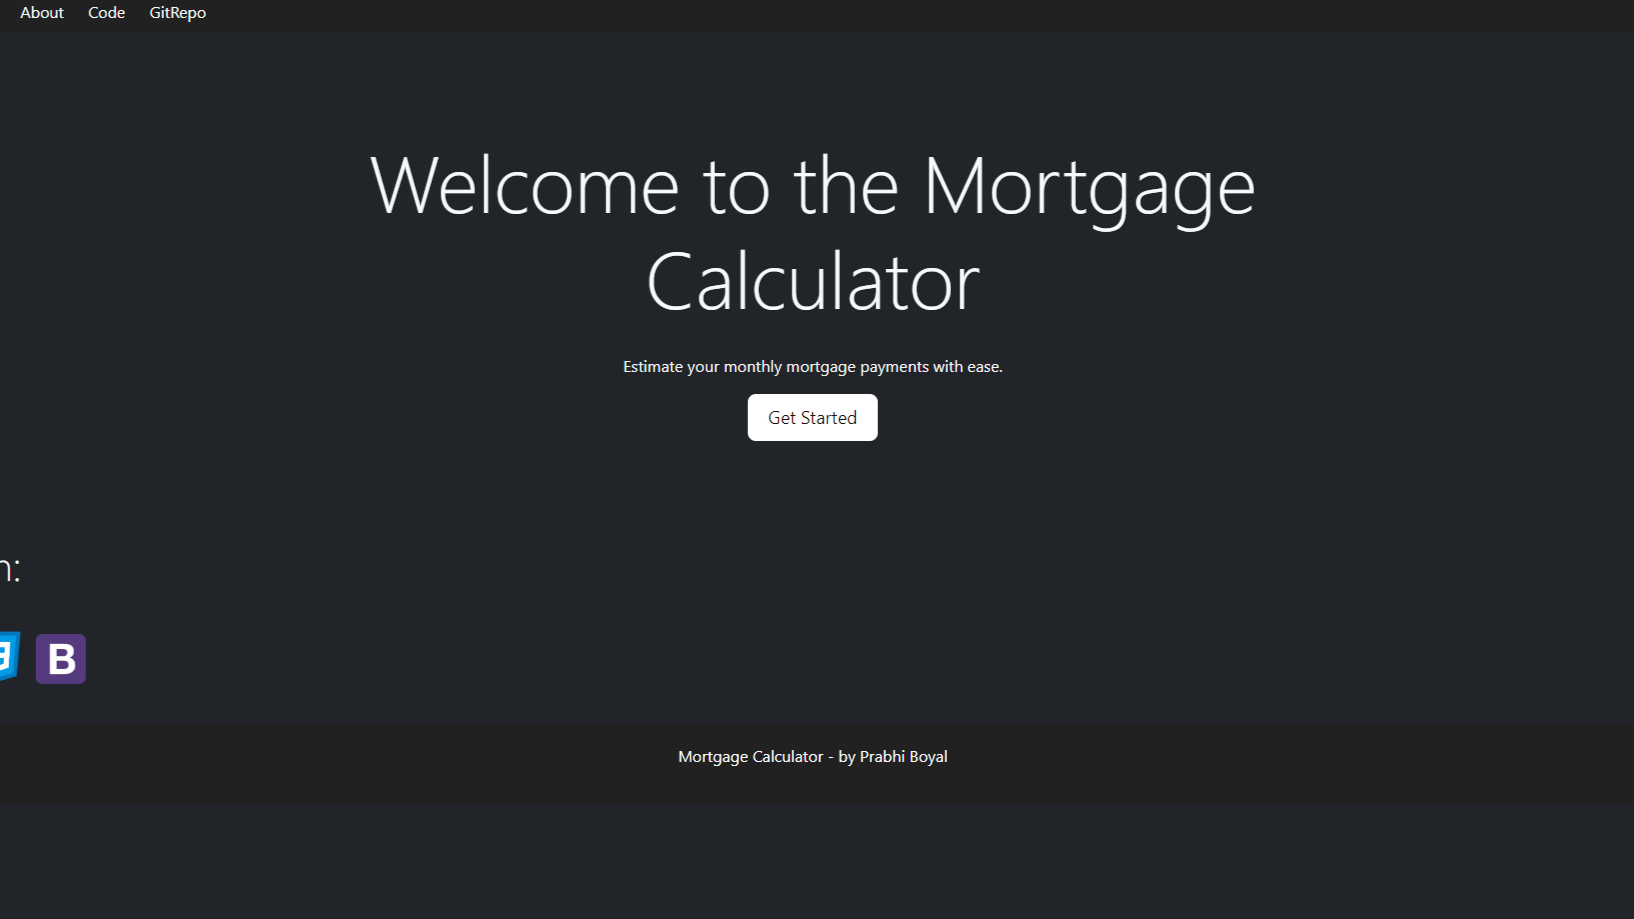 About Code GitRepo
Welcome to the Mortgage
Calculator
Estimate your monthly mortgage payments with ease.
Get Started
B
Mortgage Calculator - by Prabhi Boyal